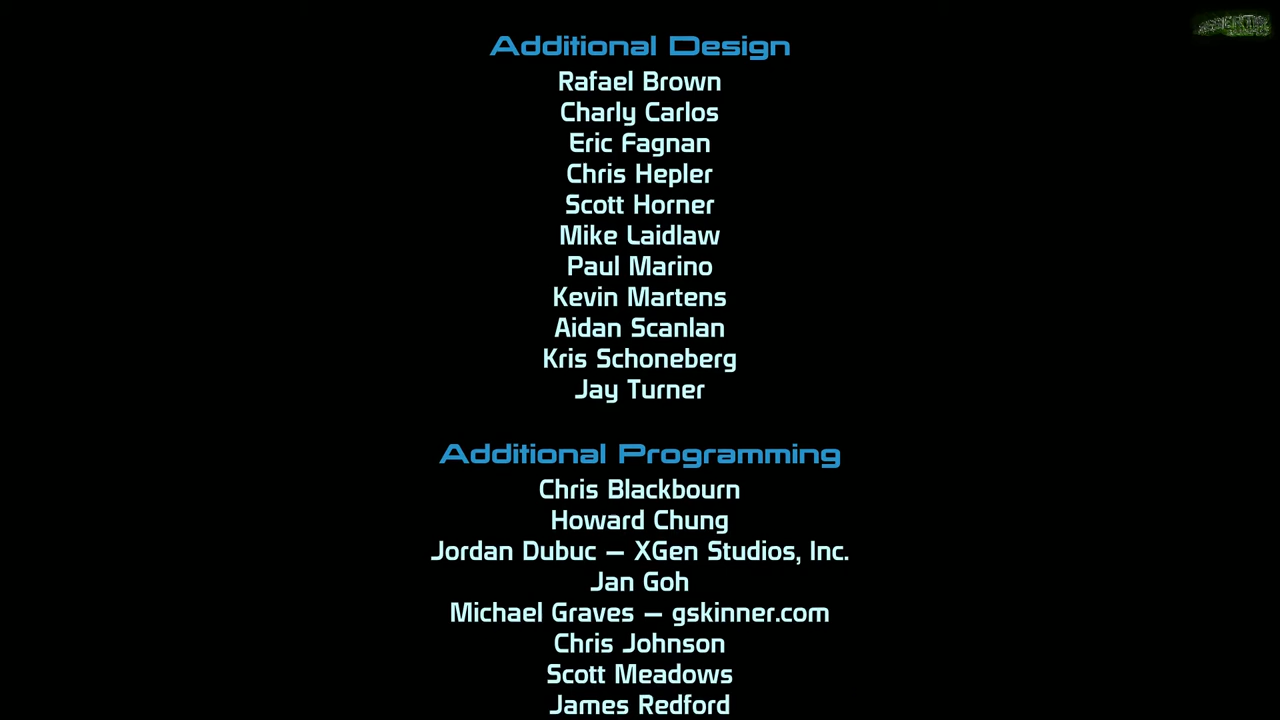 Additional Design
Rafael Brown
Charly Carlos
Eric Fagnan
Chris Hepler
Scott Horner
Mike Laidlaw
Paul Marino
Kevin Martens
Aidan Scanlan
Kris Schoneberg
Jay Turner
Additional Programming
Chris Blackbourn
Howard Chung
Jordan Dubuc – XGen Studios, Inc.
Jan Goh
Michael Graves – gskinner.com
Chris Johnson
Scott Meadows
James Redford